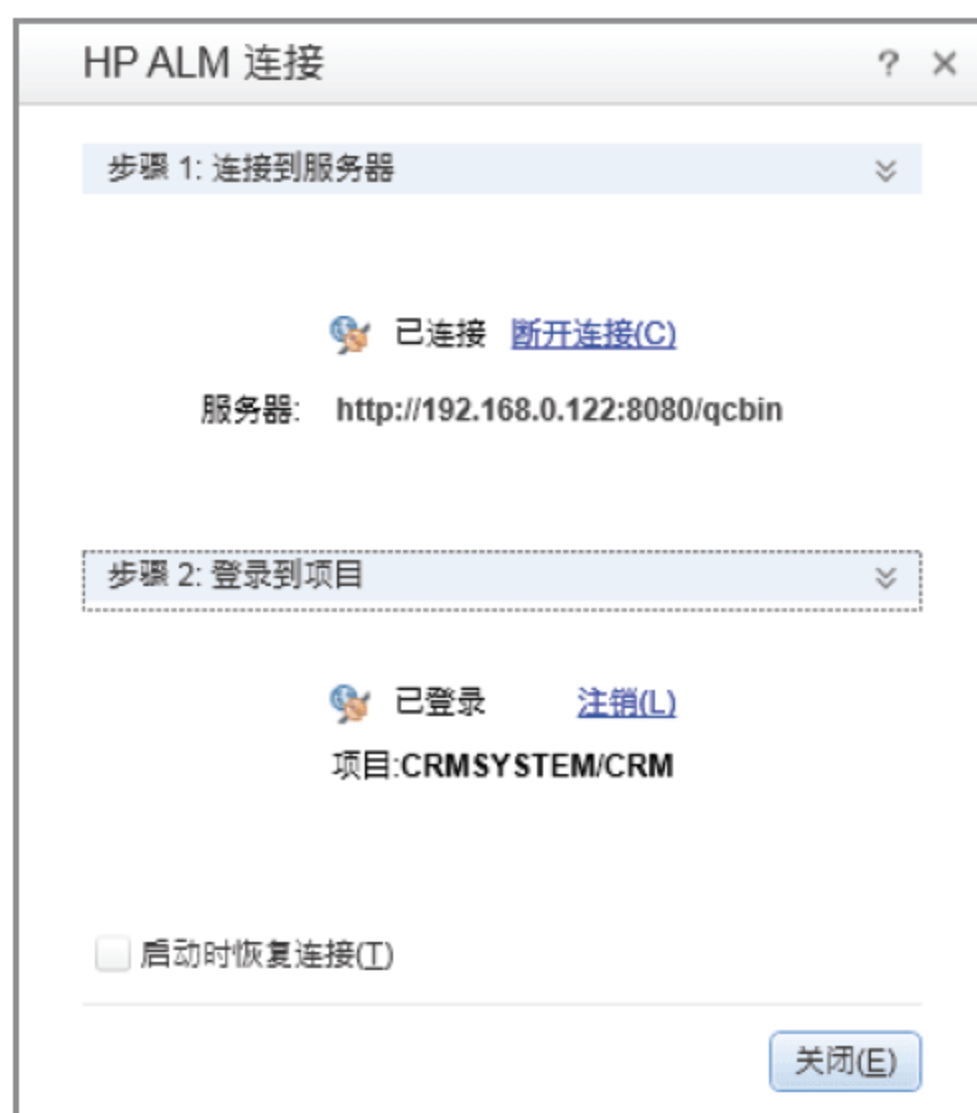 HP ALM 连接 ? ×
步骤 1: 连接到服务器
已连接 断开连接(C)
服务器: http://192.168.0.122:8080/qcbin
步骤 2: 登录到项目
已登录 注销(L)
项目:CRMSYSTEM/CRM
启动时恢复连接(T)
关闭(E)